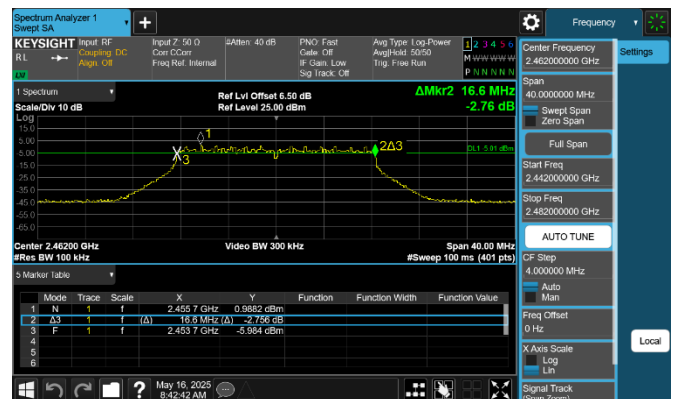 Spectrum Analyzer 1
Swept SA
Frequency
KEYSIGHT
RL
LXI
Input: RF
Coupling: DC
Align: Off
Input Z: 50 Ω
Corr CCorr
Freq Ref: Internal
#Atten: 40 dB
PNO: Fast
Gate: Off
IF Gain: Low
Sig Track: Off
Avg Type: Log-Power
Avg|Hold: 50/50
Trig: Free Run
1 2 3 4 5 6
M W W W W W
P N N N N N
Settings
1 Spectrum
Scale/Div 10 dB
Ref Lvl Offset 6.50 dB
Ref Level 25.00 dBm
ΔMkr2 16.6 MHz
-2.76 dB
Log
15.0
5.00
-5.00
-15.0
-25.0
-35.0
-45.0
-55.0
-65.0
1
3
2Δ3
Center 2.46200 GHz
#Res BW 100 kHz
Video BW 300 kHz
Span 40.00 MHz
#Sweep 100 ms (401 pts)
5 Marker Table
Mode Trace Scale X Y Function Function Width Function Value
1 N 1 f 2.455 7 GHz 0.9882 dBm
2 Δ3 1 f (Δ) 16.6 MHz (Δ) -2.756 dB
3 F 1 f 2.453 7 GHz -5.984 dBm
4
5
6
May 16, 2025
8:42:42 AM
Center Frequency
2.462000000 GHz
Span
40.0000000 MHz
Swept Span
Zero Span
Full Span
Start Freq
2.442000000 GHz
Stop Freq
2.482000000 GHz
AUTO TUNE
CF Step
4.000000 MHz
Auto
Man
Freq Offset
0 Hz
X Axis Scale
Log
Lin
Signal Track
(Span Zoom)
Local